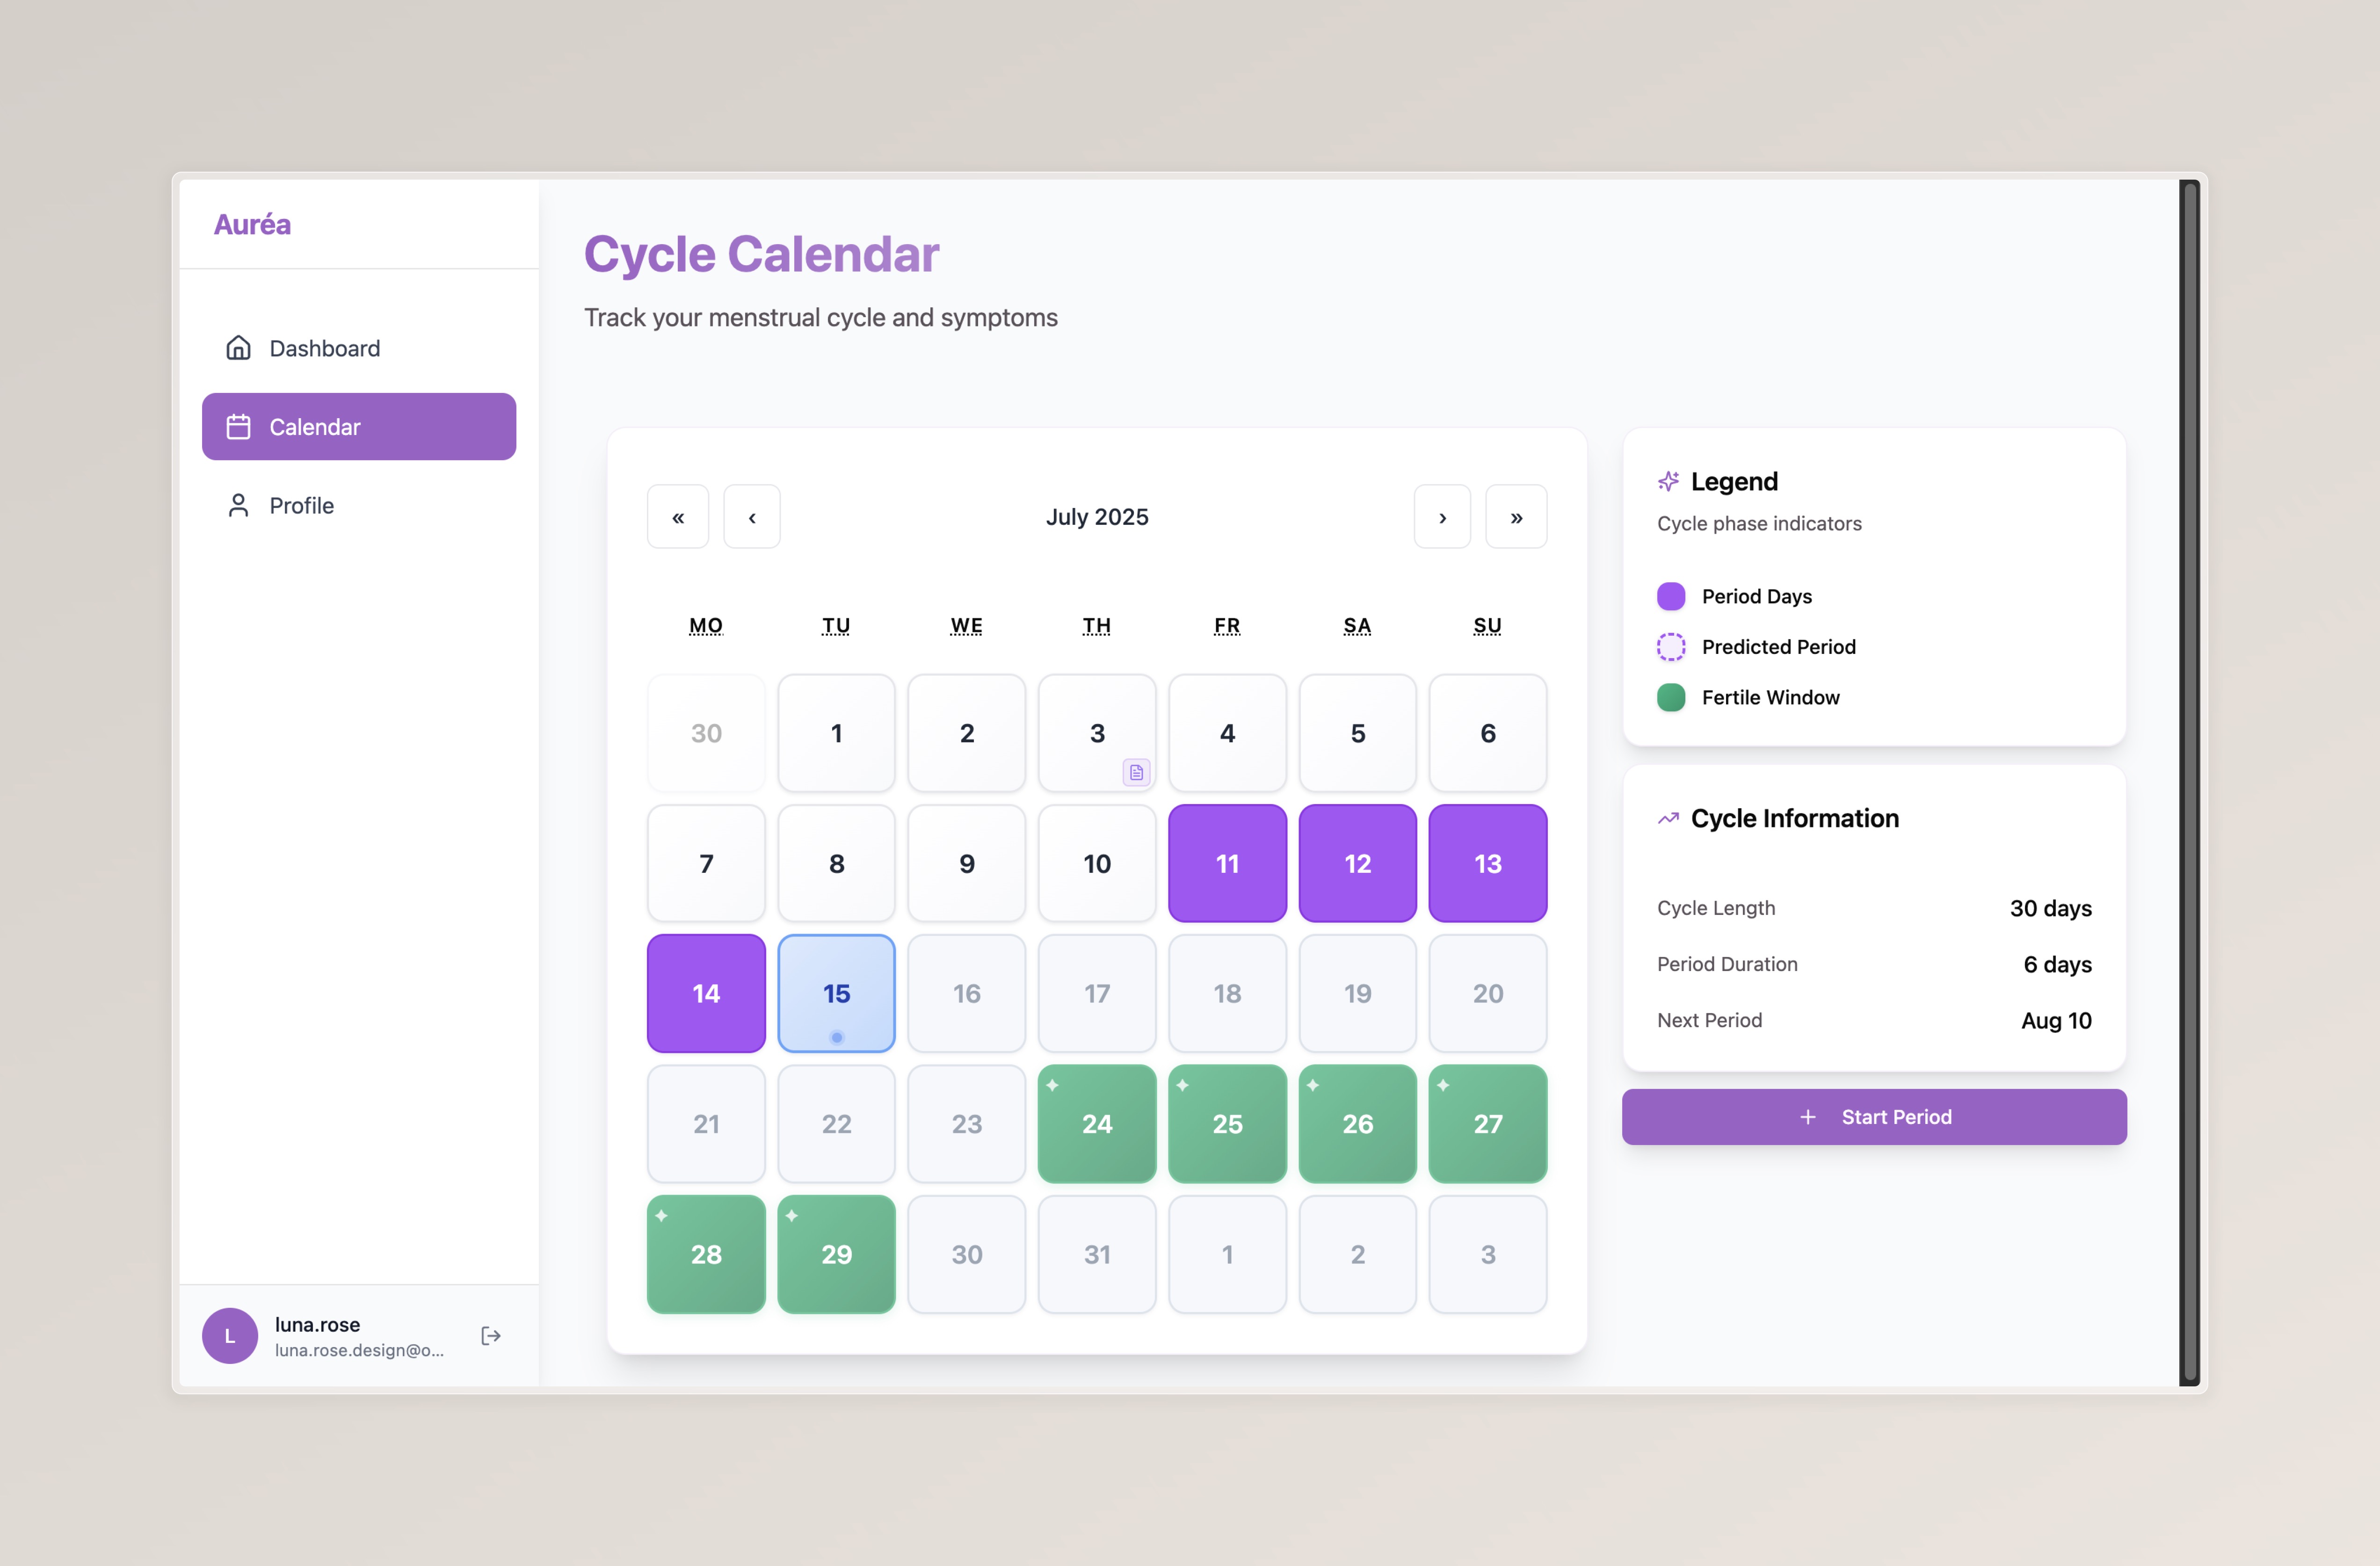 Auréa
Dashboard
Calendar
Profile
L
luna.rose
luna.rose.design@o...
Cycle Calendar
Track your menstrual cycle and symptoms
« ‹ July 2025 › »
MO TU WE TH FR SA SU
30 1 2 3 4 5 6
7 8 9 10 11 12 13
14 15 16 17 18 19 20
21 22 23 24 25 26 27
28 29 30 31 1 2 3
Legend
Cycle phase indicators
Period Days
Predicted Period
Fertile Window
Cycle Information
Cycle Length 30 days
Period Duration 6 days
Next Period Aug 10
+ Start Period